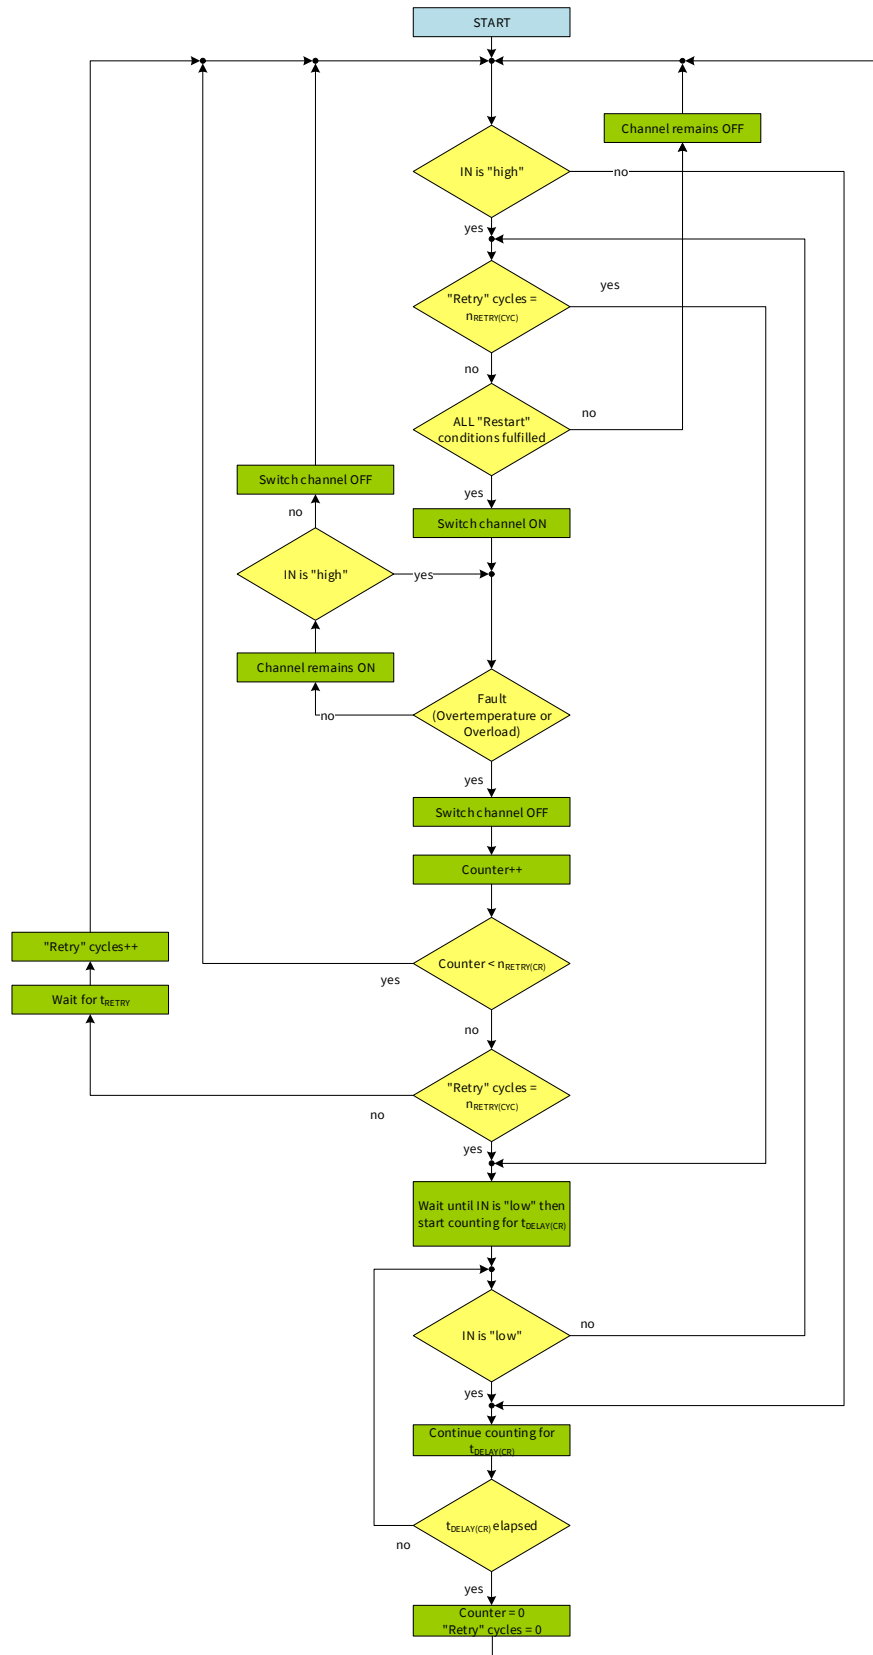 START
Channel remains OFF
IN is "high"
no
yes
"Retry" cycles =
nRETRY(CYC)
yes
no
ALL "Restart"
conditions fulfilled
no
yes
Switch channel OFF
Switch channel ON
no
IN is "high"
yes
Channel remains ON
Fault
(Overtemperature or
Overload)
no
yes
Switch channel OFF
Counter++
"Retry" cycles++
Counter < nRETRY(CR)
yes
Wait for tRETRY
no
"Retry" cycles =
nRETRY(CYC)
no
yes
Wait until IN is "low" then
start counting for tDELAY(CR)
IN is "low"
no
yes
Continue counting for
tDELAY(CR)
tDELAY(CR) elapsed
no
yes
Counter = 0
"Retry" cycles = 0